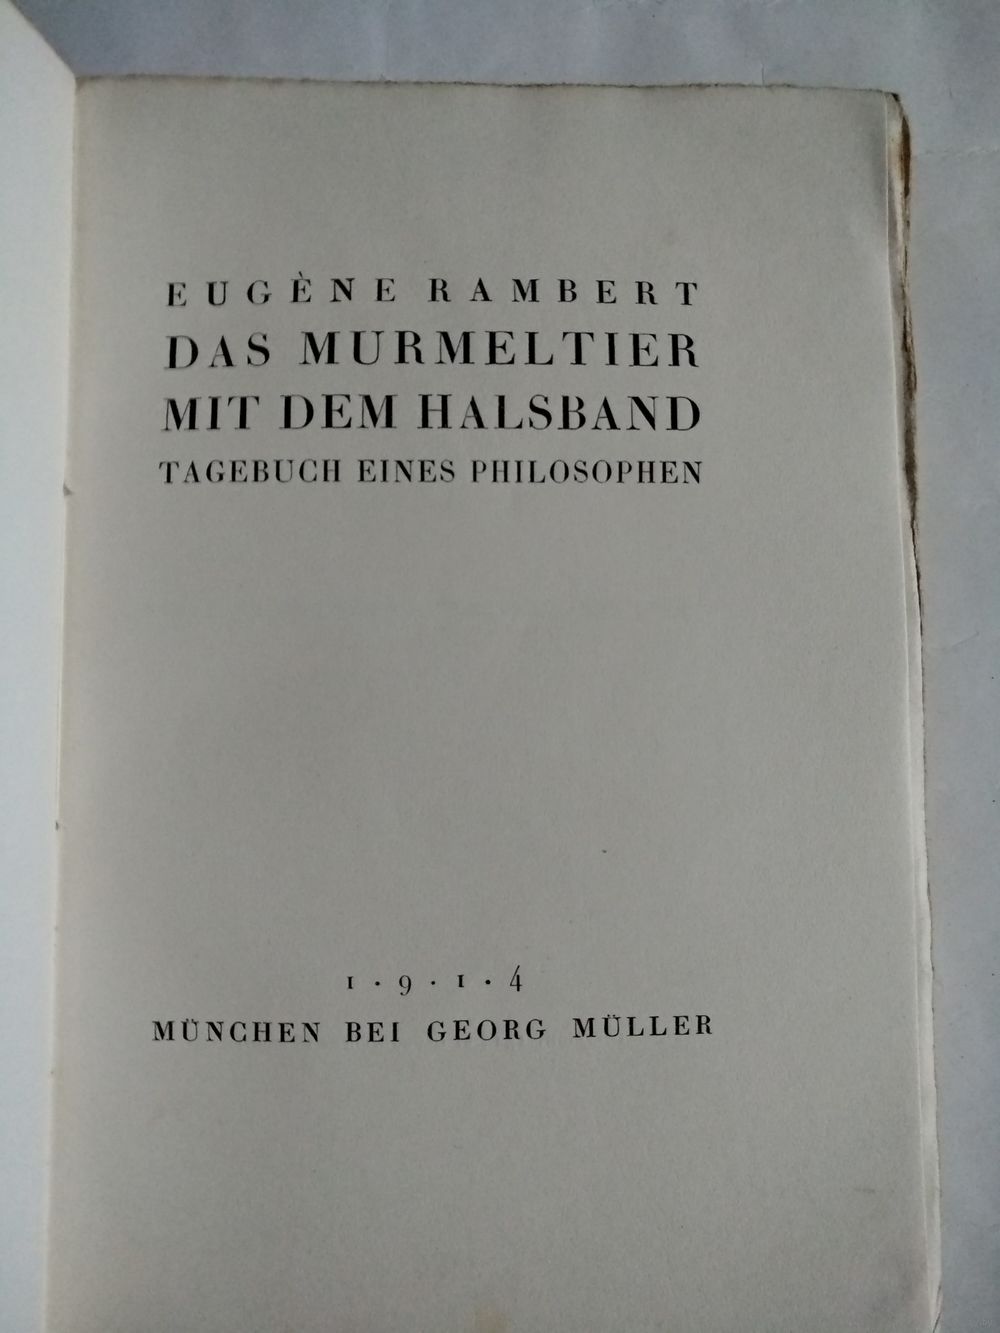 EUGÈNE RAMBERT
DAS MURMELTIER
MIT DEM HALSBAND
TAGEBUCH EINES PHILOSOPHEN
1 · 9 · 1 · 4
MÜNCHEN BEI GEORG MÜLLER